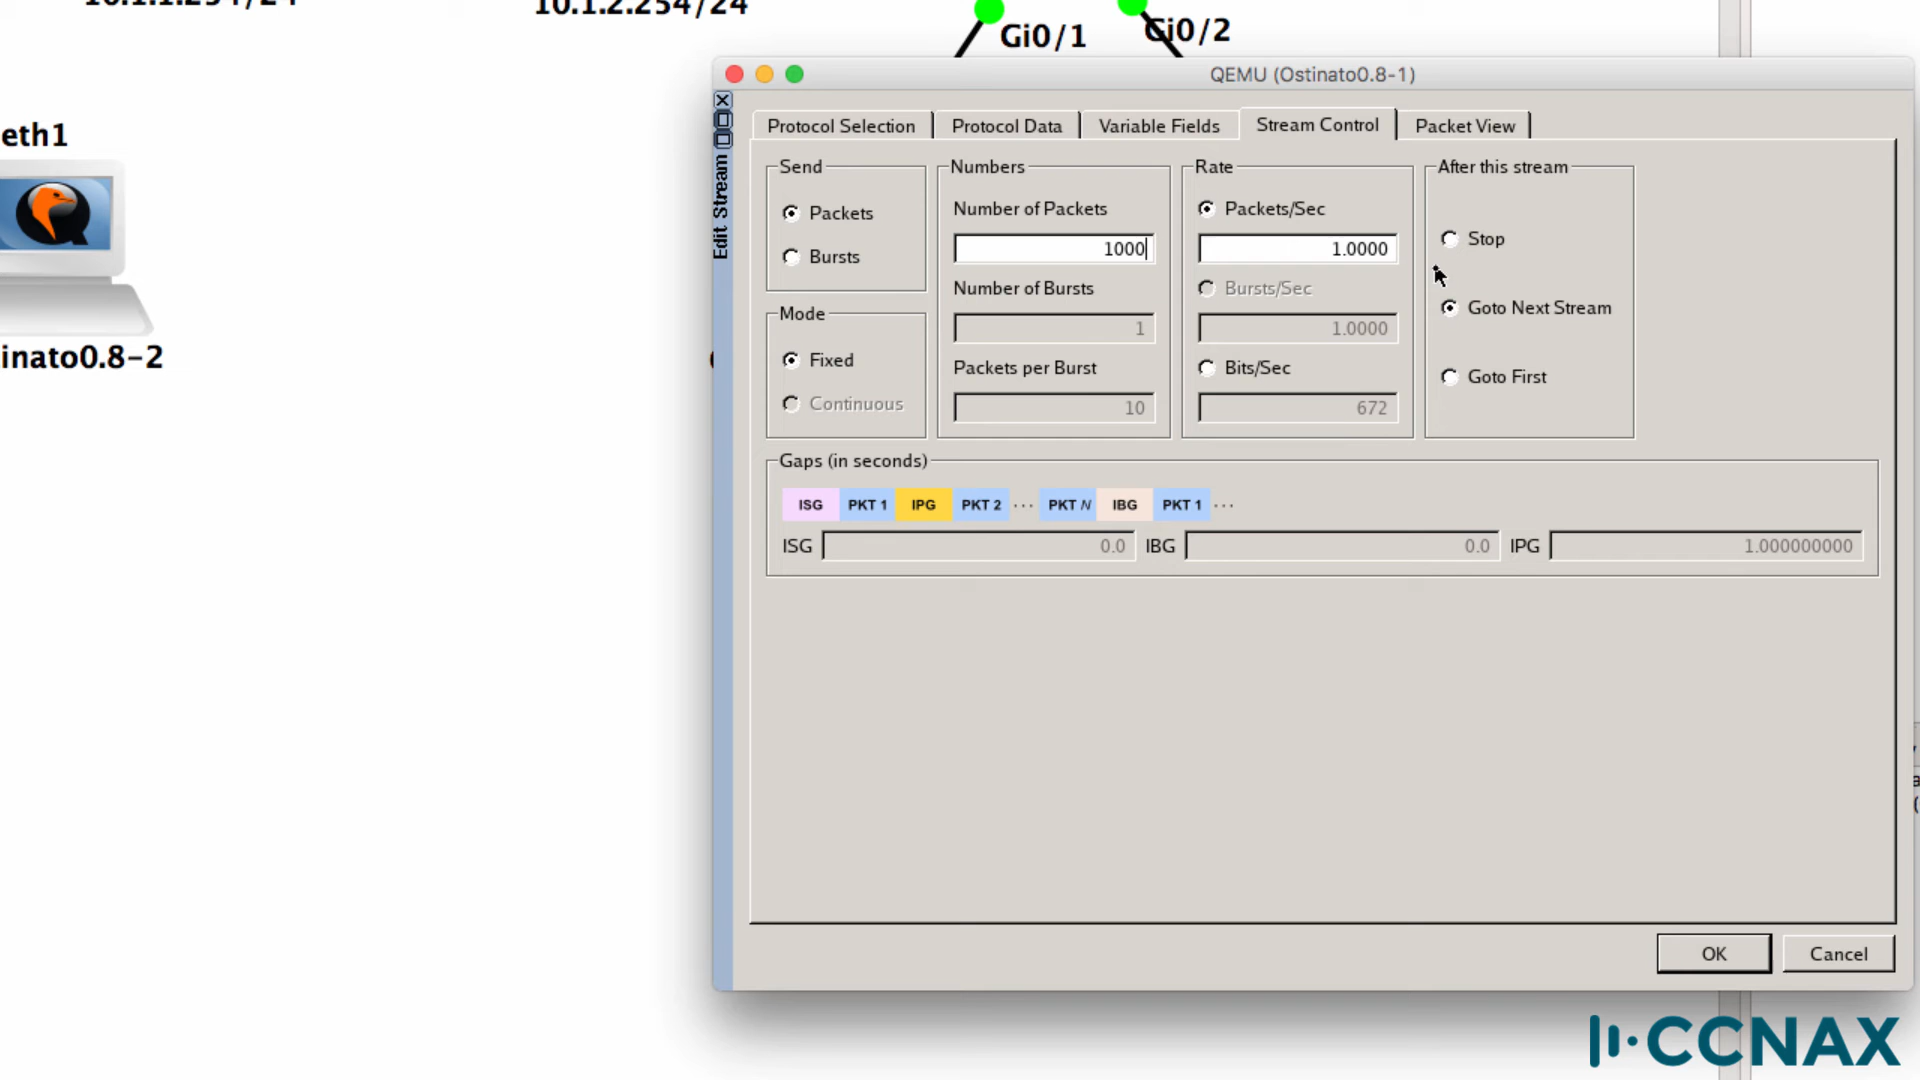 10.1.2.254/24
Gi0/1
Gi0/2
QEMU (Ostinato0.8-1)
eth1
inato0.8-2
Edit Stream
Protocol Selection
Protocol Data
Variable Fields
Stream Control
Packet View
Send
Packets
Bursts
Mode
Fixed
Continuous
Numbers
Number of Packets
1000
Number of Bursts
1
Packets per Burst
10
Rate
Packets/Sec
1.0000
Bursts/Sec
1.0000
Bits/Sec
672
After this stream
Stop
Goto Next Stream
Goto First
Gaps (in seconds)
ISG PKT 1 IPG PKT 2 ··· PKT N IBG PKT 1 ···
ISG 0.0 IBG 0.0 IPG 1.000000000
OK
Cancel
CCNAX